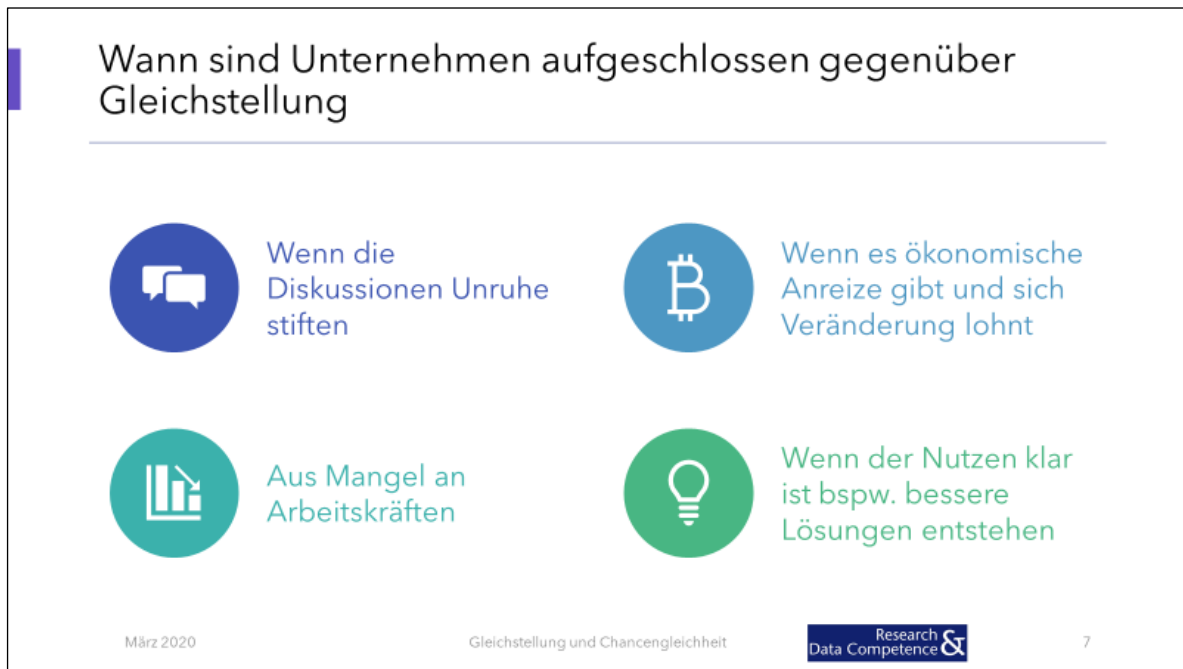 Wann sind Unternehmen aufgeschlossen gegenüber
Gleichstellung
Wenn die
Diskussionen Unruhe
stiften
Wenn es ökonomische
Anreize gibt und sich
Veränderung lohnt
Aus Mangel an
Arbeitskräften
Wenn der Nutzen klar
ist bspw. bessere
Lösungen entstehen
März 2020
Gleichstellung und Chancengleichheit
Research &
Data Competence
7